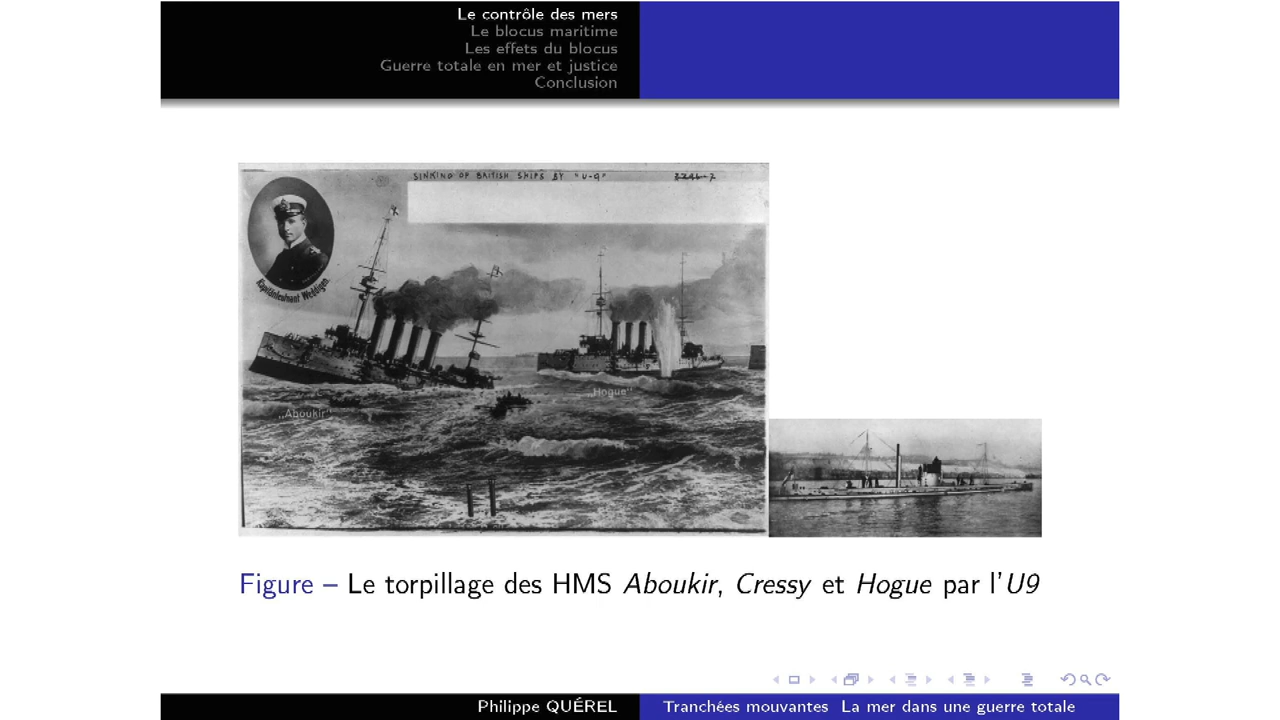 Le contrôle des mers
Le blocus maritime
Les effets du blocus
Guerre totale en mer et justice
Conclusion
SINKING OF BRITISH SHIPS BY "U-9"
3246-7
Kapitänleutnant Weddigen.
„Aboukir"
„Hogue"
Figure – Le torpillage des HMS Aboukir, Cressy et Hogue par l'U9
Philippe QUÉREL
Tranchées mouvantes La mer dans une guerre totale